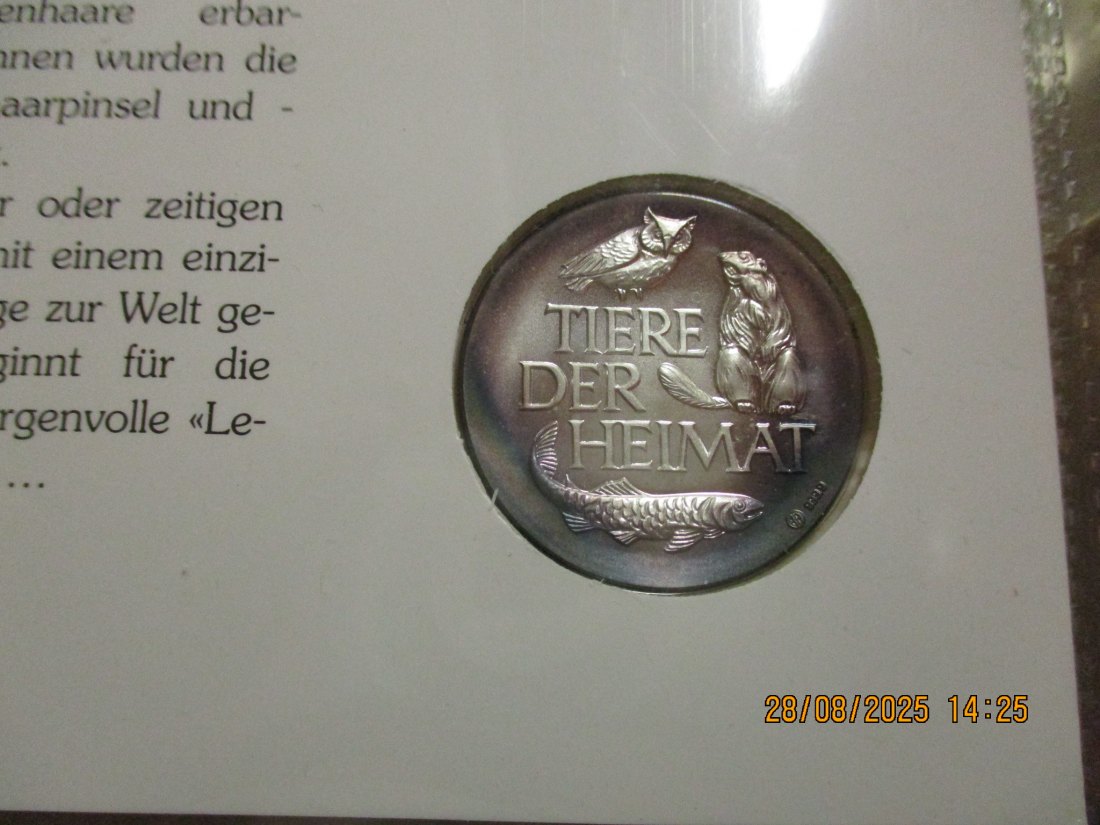 enhaare erbar-
nnen wurden die
aarpinsel und -
r oder zeitigen
mit einem einzi-
ge zur Welt ge-
ginnt für die
rgenvolle «Le-
...
TIERE
DER
HEIMAT
28/08/2025 14:25